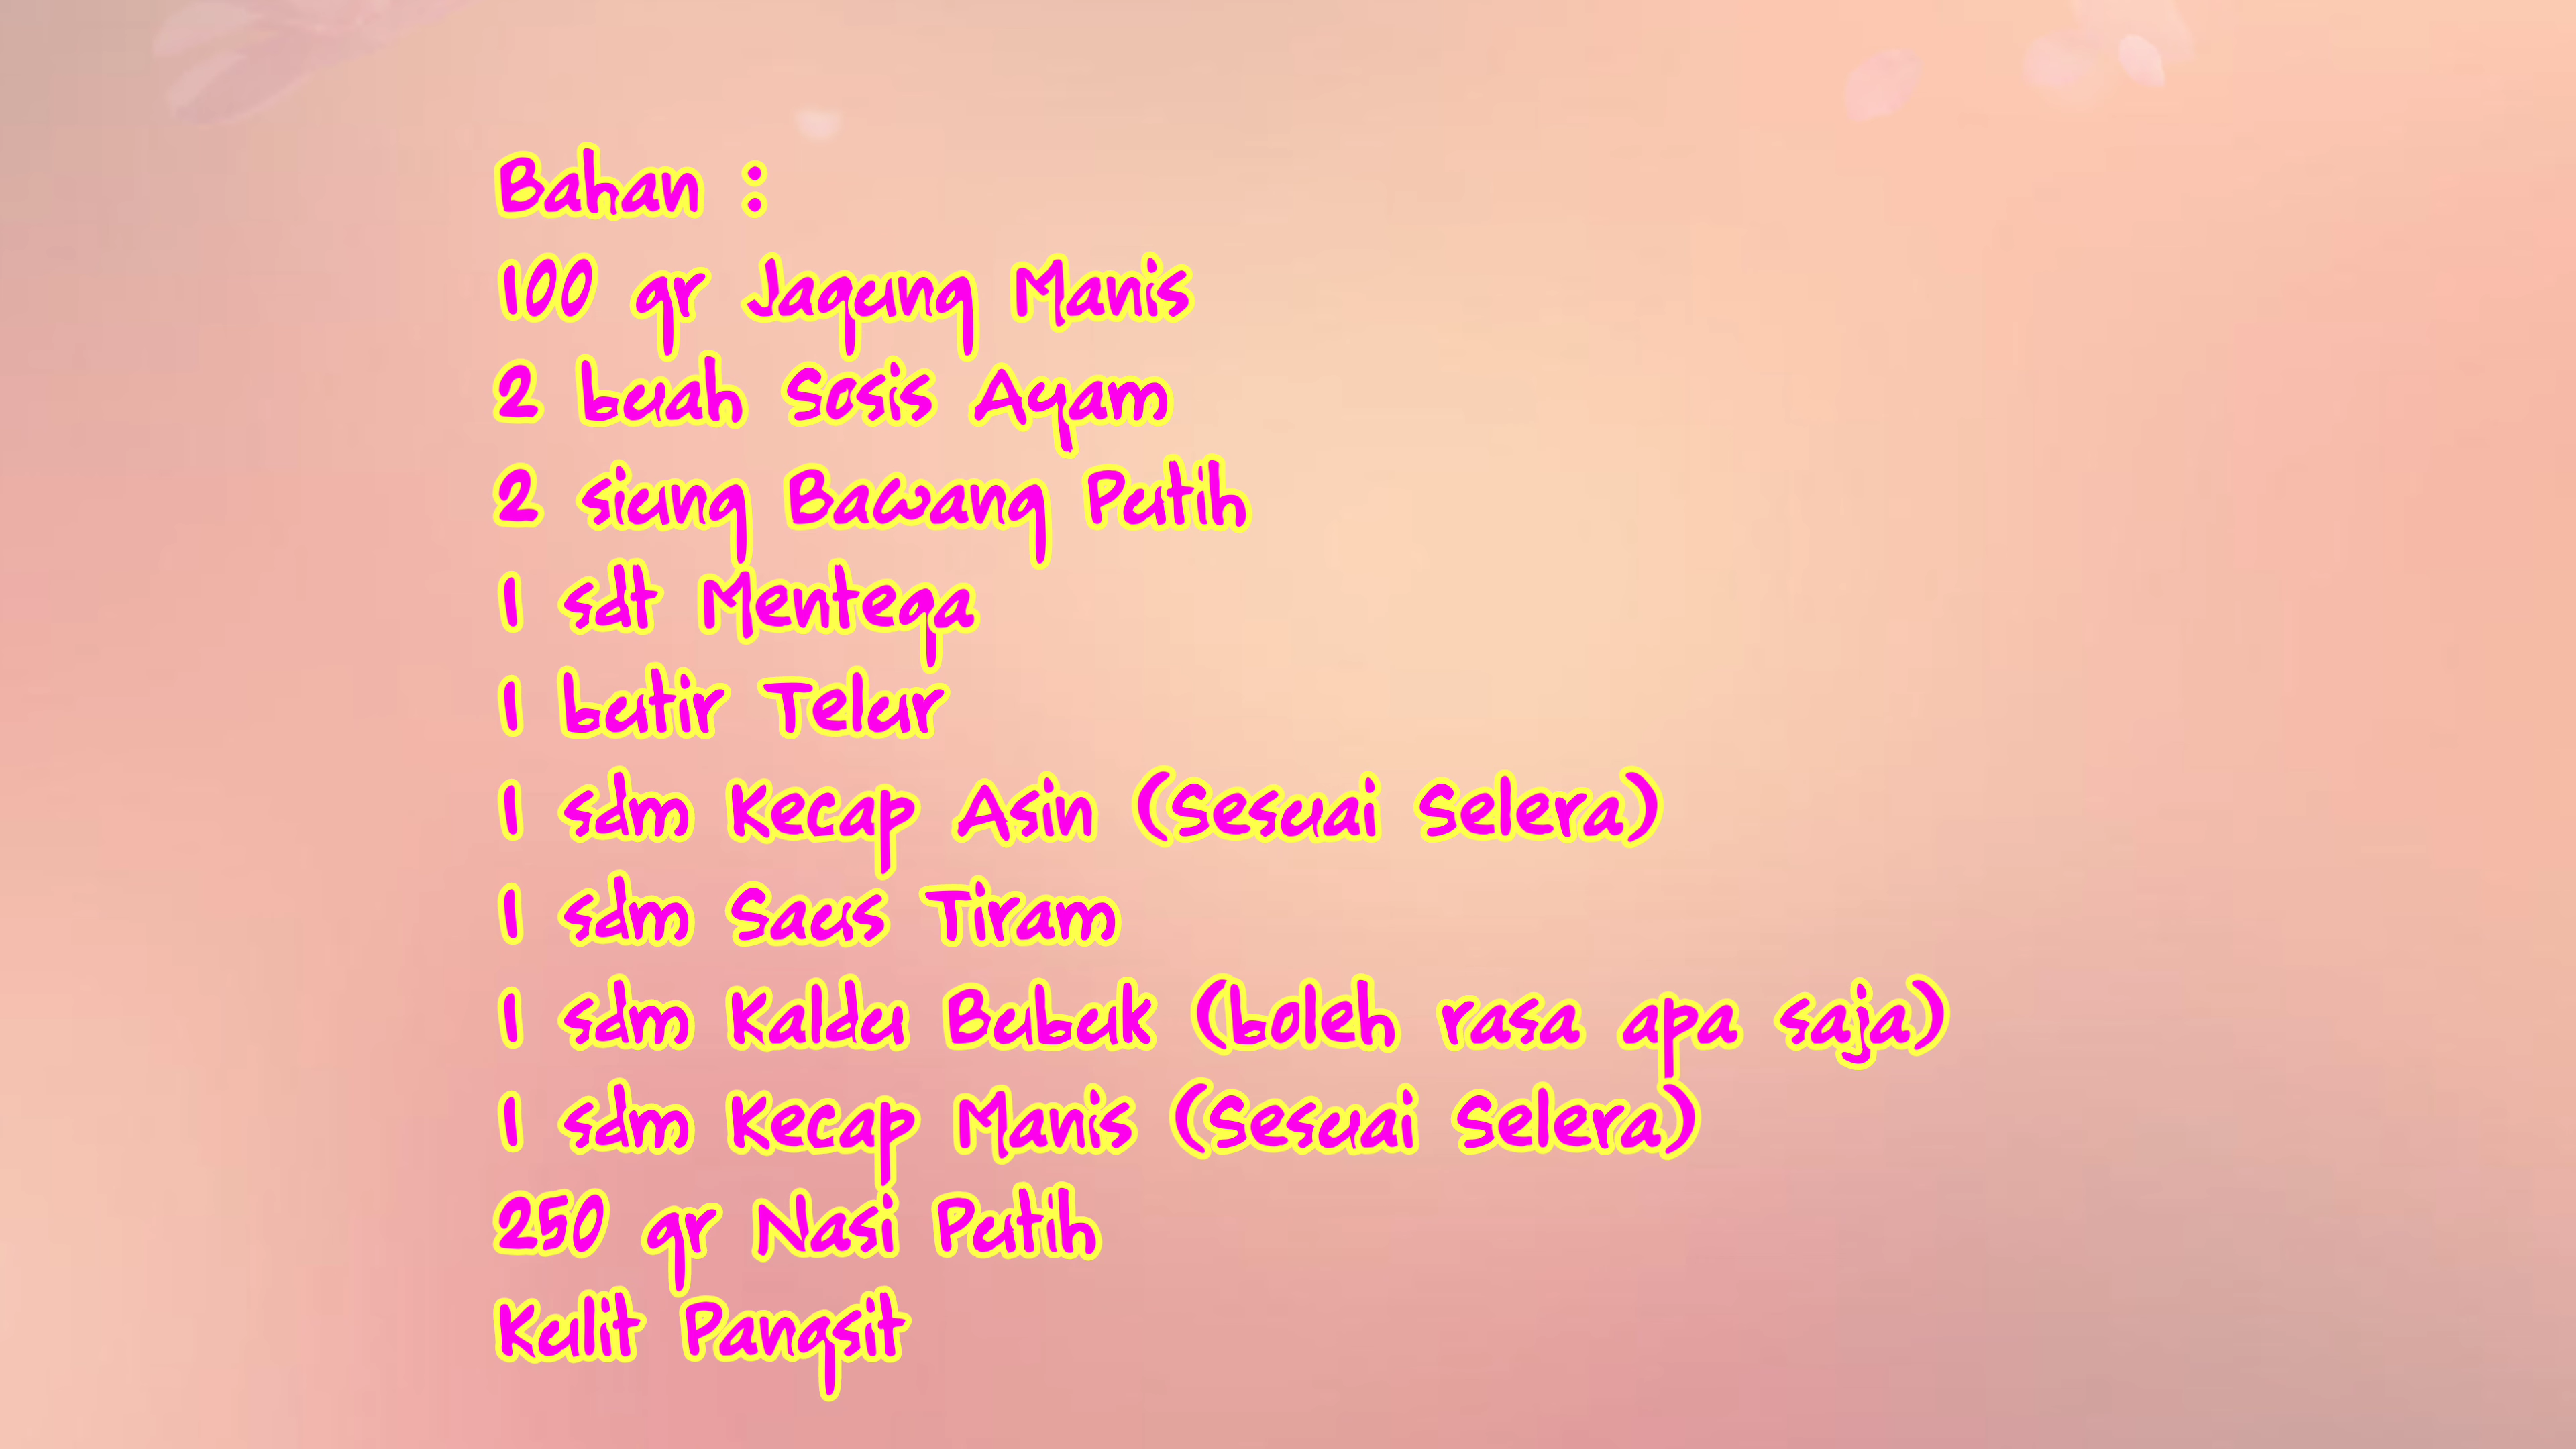 Bahan :
100 gr Jagung Manis
2 buah Sosis Ayam
2 siung Bawang Putih
1 sdt Mentega
1 butir Telur
1 sdm Kecap Asin (Sesuai Selera)
1 sdm Saus Tiram
1 sdm Kaldu Bubuk (boleh rasa apa saja)
1 sdm Kecap Manis (Sesuai Selera)
250 gr Nasi Putih
Kulit Pangsit